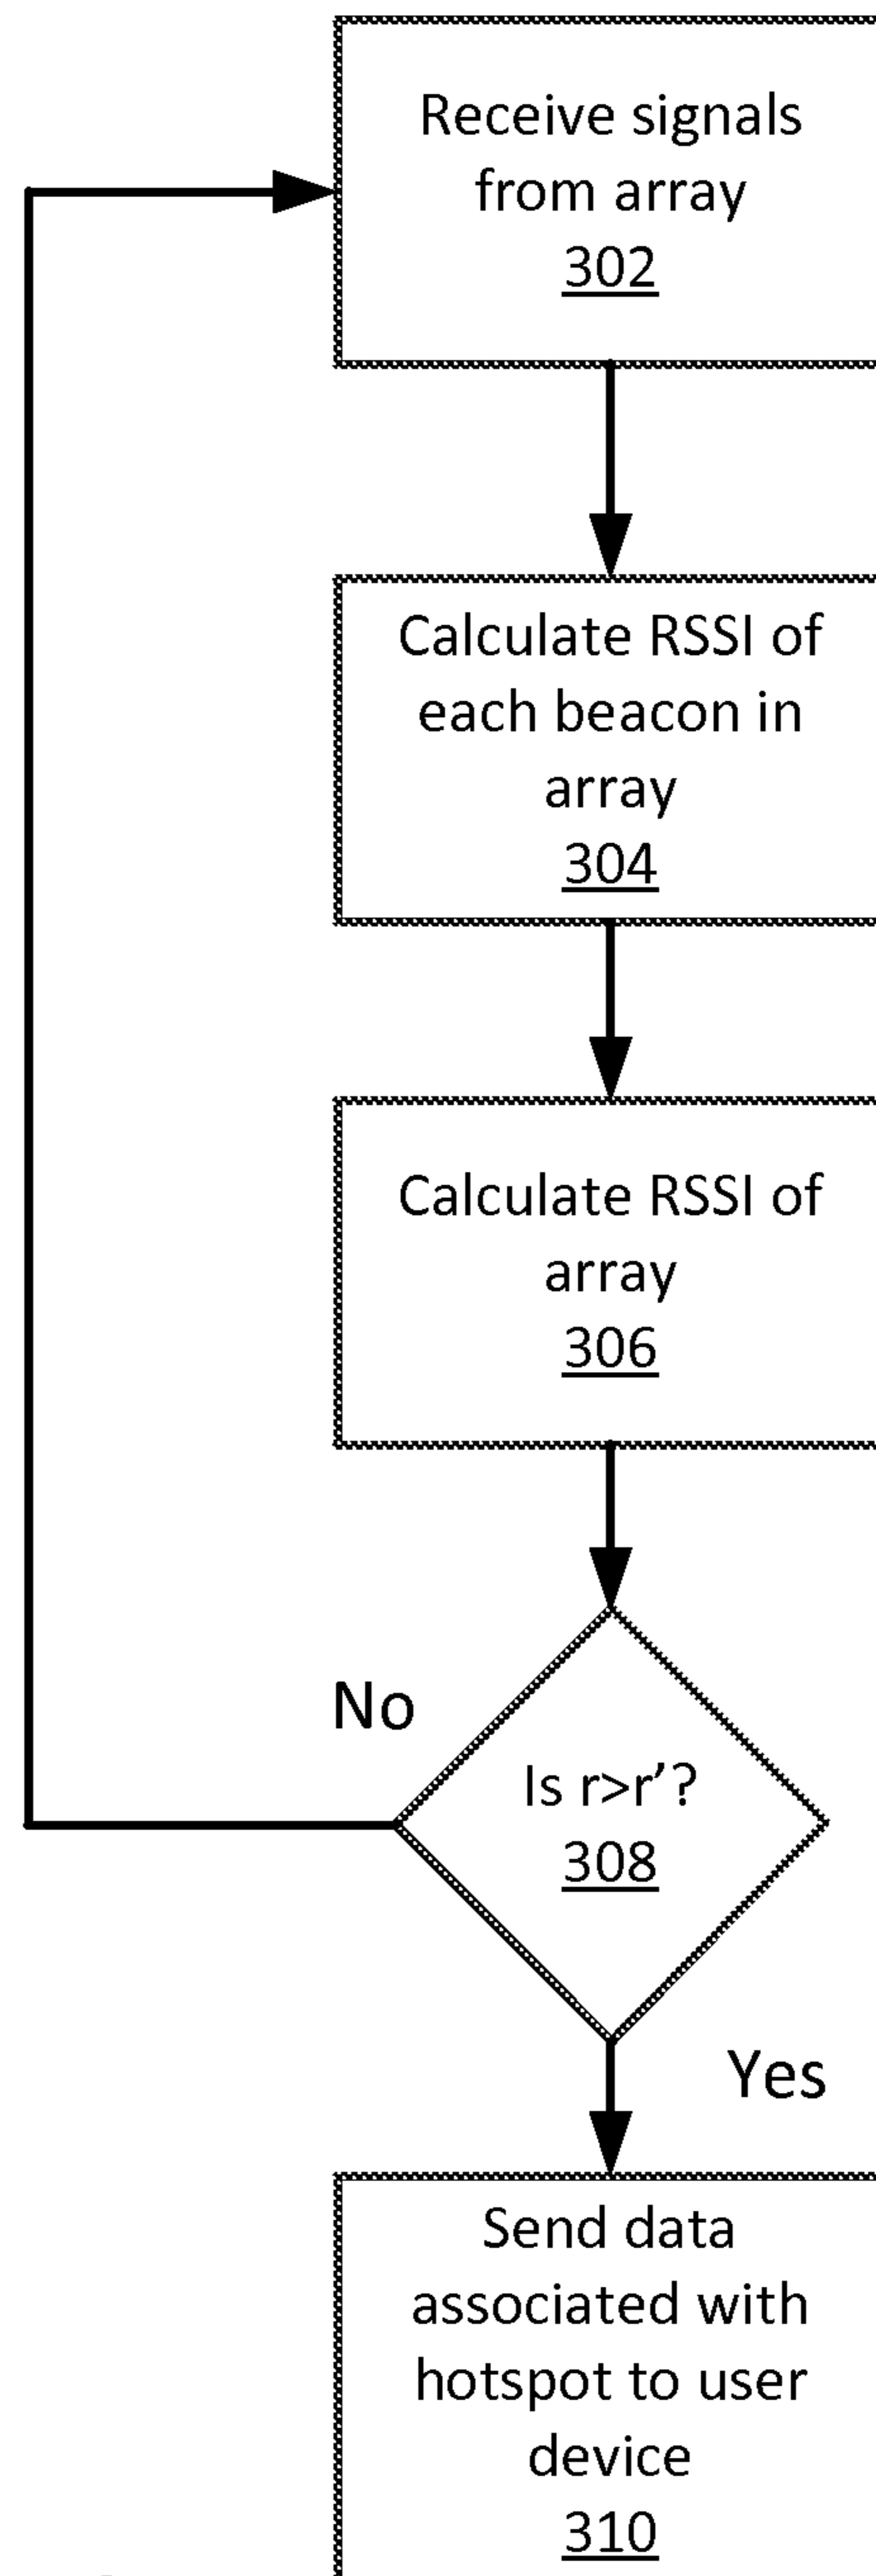 Receive signals
from array
302
Calculate RSSI of
each beacon in
array
304
Calculate RSSI of
array
306
No
Is r>r’?
308
Yes
Send data
associated with
hotspot to user
device
310